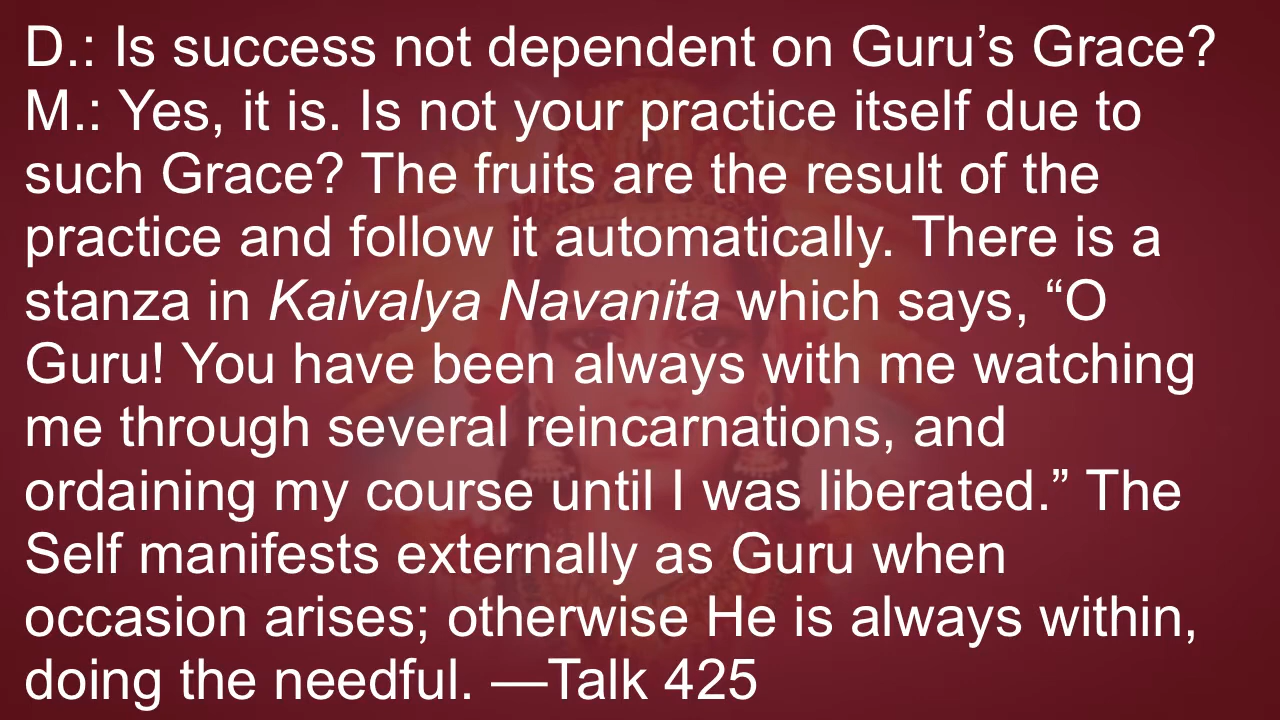 D.: Is success not dependent on Guru’s Grace?
M.: Yes, it is. Is not your practice itself due to
such Grace? The fruits are the result of the
practice and follow it automatically. There is a
stanza in Kaivalya Navanita which says, “O
Guru! You have been always with me watching
me through several reincarnations, and
ordaining my course until I was liberated.” The
Self manifests externally as Guru when
occasion arises; otherwise He is always within,
doing the needful. —Talk 425